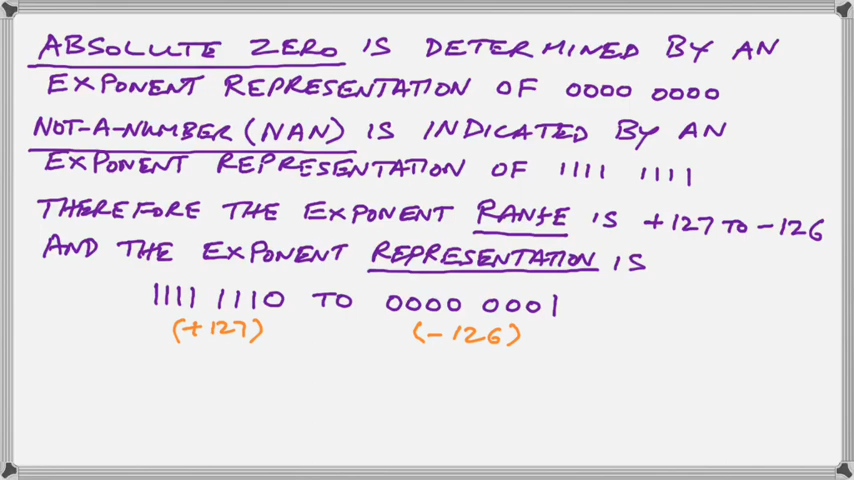 ABSOLUTE ZERO IS DETERMINED BY AN
EXPONENT REPRESENTATION OF 0000 0000
NOT-A-NUMBER (NAN) IS INDICATED BY AN
EXPONENT REPRESENTATION OF 1111 1111
THEREFORE THE EXPONENT RANGE IS +127 TO -126
AND THE EXPONENT REPRESENTATION IS
1111 1110 TO 0000 0001
(+127) (-126)